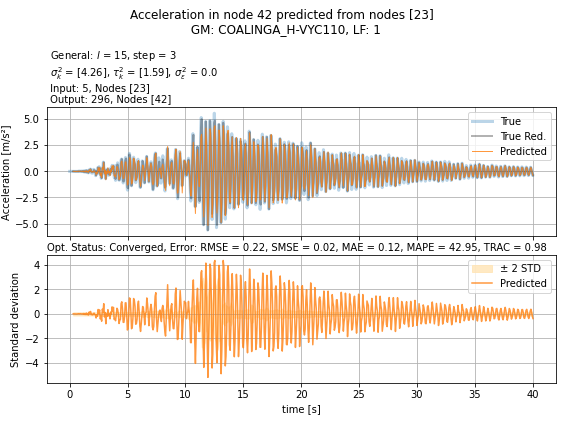 Acceleration in node 42 predicted from nodes [23]
GM: COALINGA_H-VYC110, LF: 1
General: l = 15, step = 3
σ²ₖ = [4.26], τ²ₖ = [1.59], σ²ε = 0.0
Input: 5, Nodes [23]
Output: 296, Nodes [42]
5.0
2.5
0.0
−2.5
−5.0
Acceleration [m/s²]
True
True Red.
Predicted
Opt. Status: Converged, Error: RMSE = 0.22, SMSE = 0.02, MAE = 0.12, MAPE = 42.95, TRAC = 0.98
4
2
0
−2
−4
Standard deviation
± 2 STD
Predicted
0 5 10 15 20 25 30 35 40
time [s]